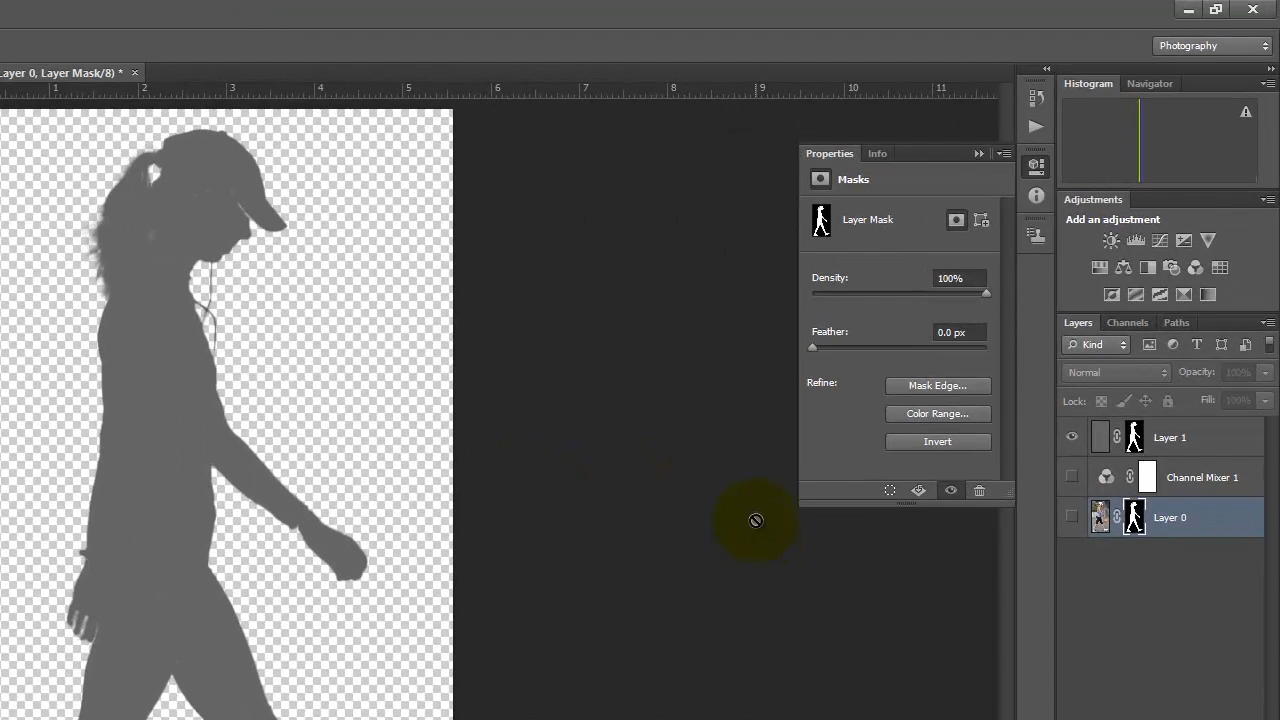 Photography
Layer 0, Layer Mask/8) *
1 2 3 4 5 6 7 8 9 10 11
Histogram Navigator
Properties Info
Masks
Layer Mask
Density: 100%
Feather: 0.0 px
Refine: Mask Edge...
Color Range...
Invert
Adjustments
Add an adjustment
Layers Channels Paths
Kind
Normal Opacity: 100%
Lock: Fill: 100%
Layer 1
Channel Mixer 1
Layer 0